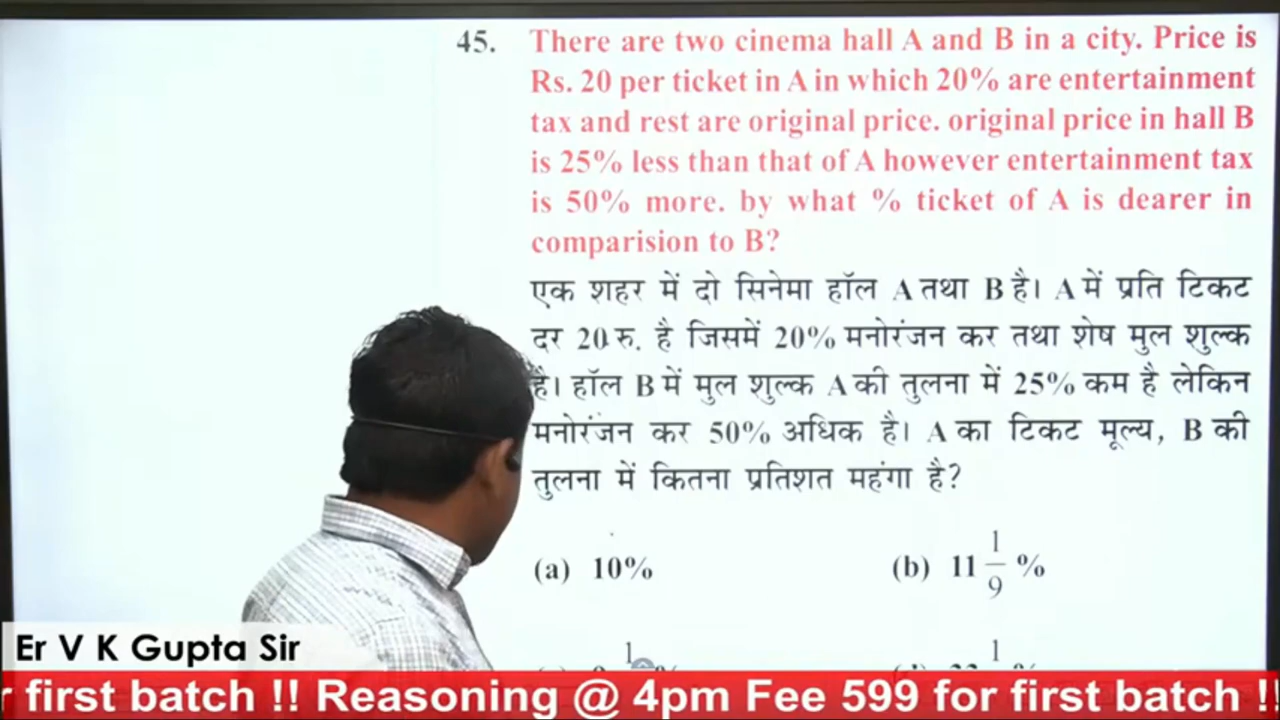 45. There are two cinema hall A and B in a city. Price is
Rs. 20 per ticket in A in which 20% are entertainment
tax and rest are original price. original price in hall B
is 25% less than that of A however entertainment tax
is 50% more. by what % ticket of A is dearer in
comparision to B?
एक शहर में दो सिनेमा हॉल A तथा B है। A में प्रति टिकट
दर 20 रु. है जिसमें 20% मनोरंजन कर तथा शेष मुल शुल्क
है। हॉल B में मुल शुल्क A की तुलना में 25% कम है लेकिन
मनोरंजन कर 50% अधिक है। A का टिकट मूल्य, B की
तुलना में कितना प्रतिशत महंगा है?
(a) 10% (b) 11 1/9 %
Er V K Gupta Sir
first batch !! Reasoning @ 4pm Fee 599 for first batch !!